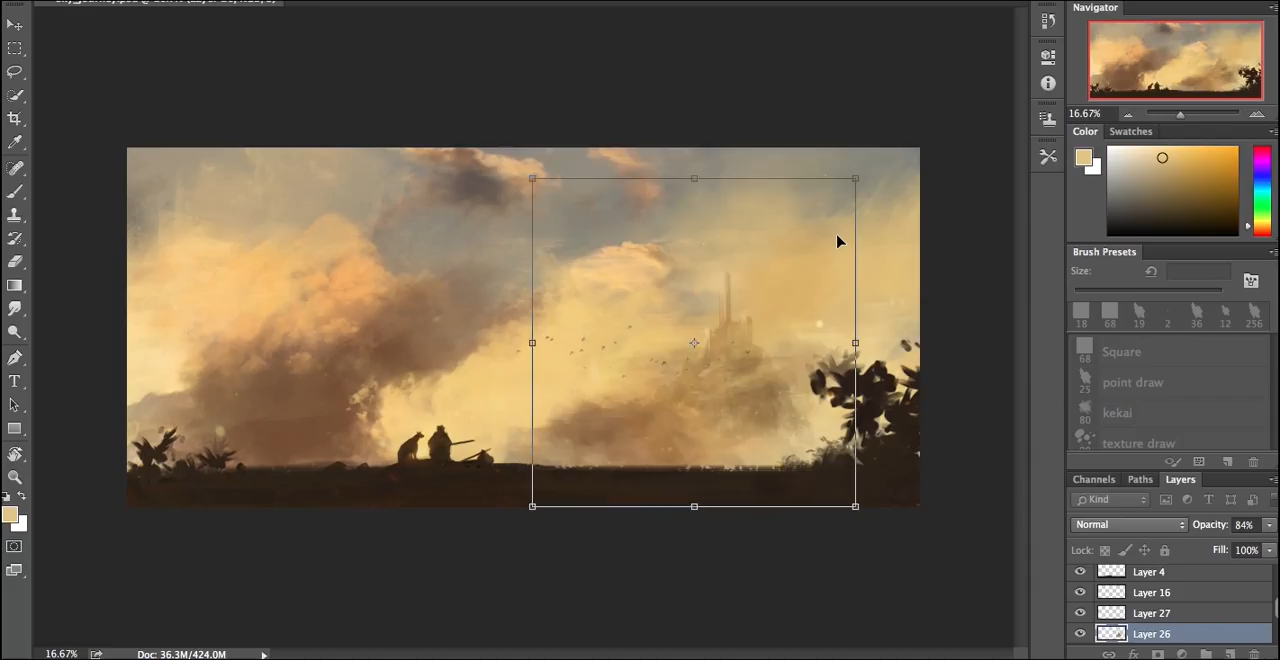 Navigator
16.67%
Color Swatches
Brush Presets
Size:
18 68 19 2 36 12 256
68 Square
25 point draw
80 kekai
texture draw
Channels Paths Layers
Kind
Normal Opacity: 84%
Lock: Fill: 100%
Layer 4
Layer 16
Layer 27
Layer 26
16.67% Doc: 36.3M/424.0M